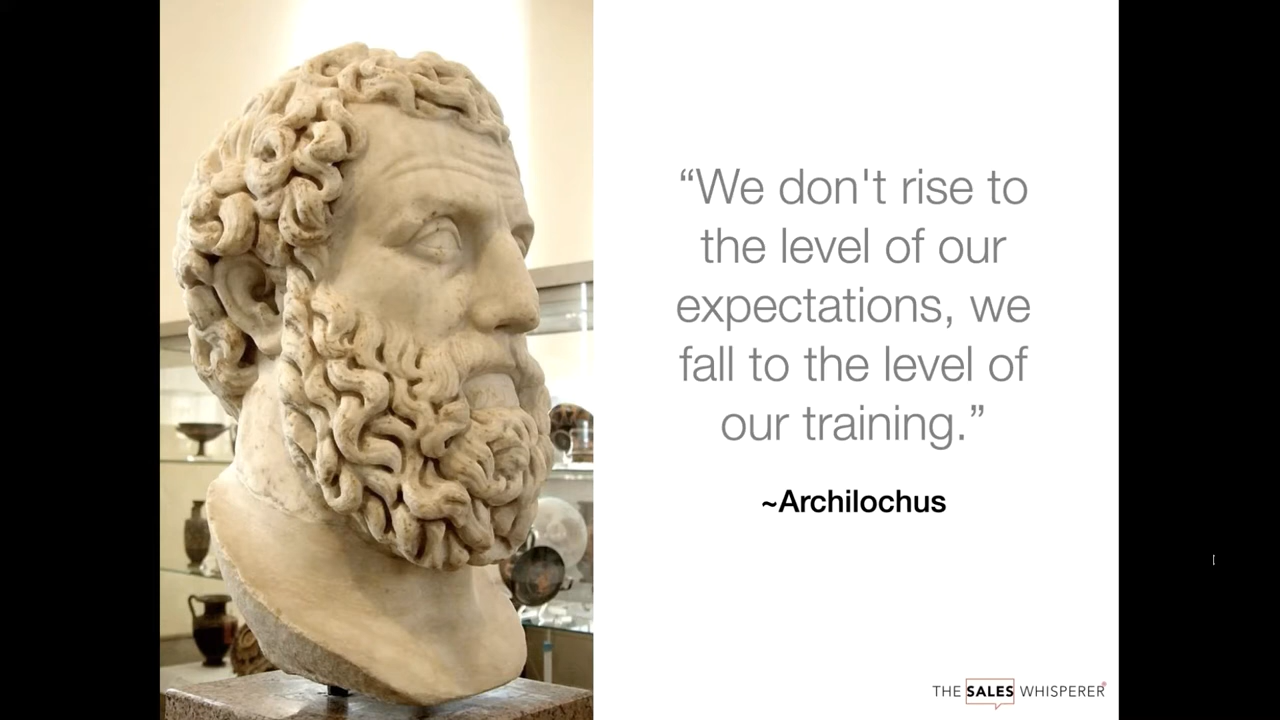 “We don't rise to
the level of our
expectations, we
fall to the level of
our training.”
~Archilochus
THE SALES WHISPERER®